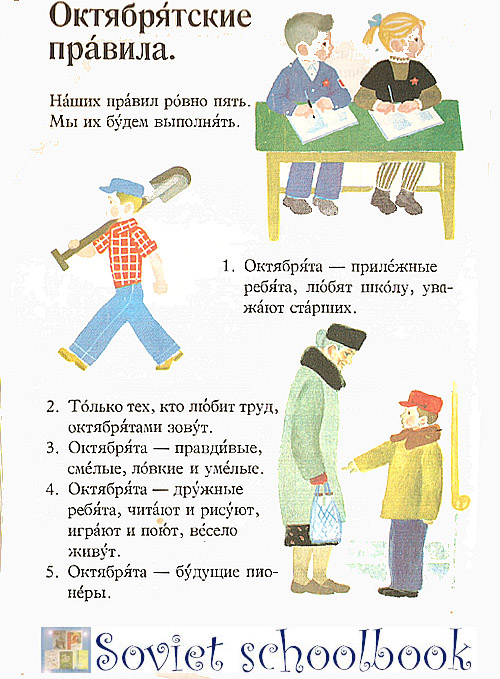 Октября́тские
пра́вила.
На́ших пра́вил ро́вно пять.
Мы их бу́дем выполня́ть.
1. Октября́та — приле́жные
ребя́та, лю́бят шко́лу, ува-
жа́ют ста́рших.
2. То́лько тех, кто лю́бит труд,
октября́тами зову́т.
3. Октября́та — правди́вые,
сме́лые, ло́вкие и уме́лые.
4. Октября́та — дру́жные
ребя́та, чита́ют и рису́ют,
игра́ют и пою́т, ве́село
живу́т.
5. Октября́та — бу́дущие пио-
не́ры.
Soviet schoolbook